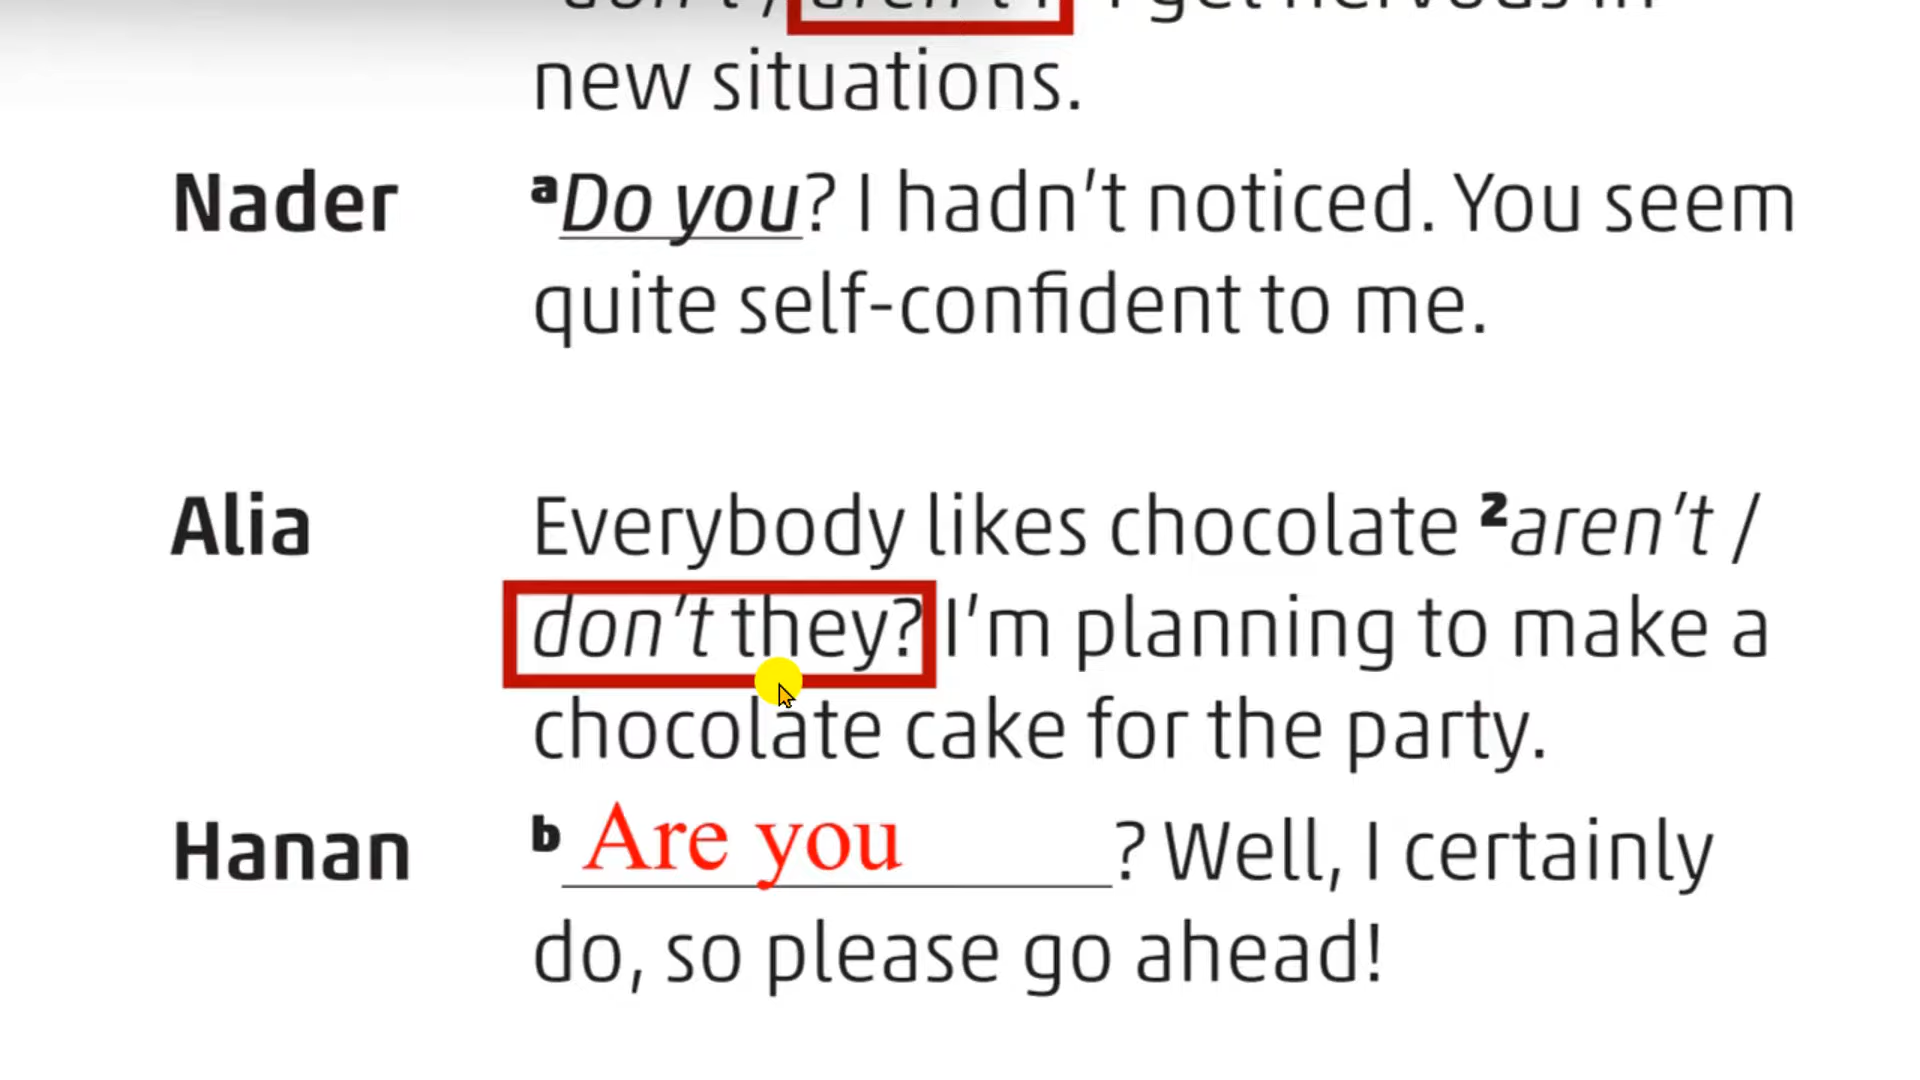 new situations.
Nader ᵃDo you? I hadn't noticed. You seem
quite self-confident to me.
Alia Everybody likes chocolate ²aren't /
don't they? I'm planning to make a
chocolate cake for the party.
Hanan ᵇ Are you ? Well, I certainly
do, so please go ahead!